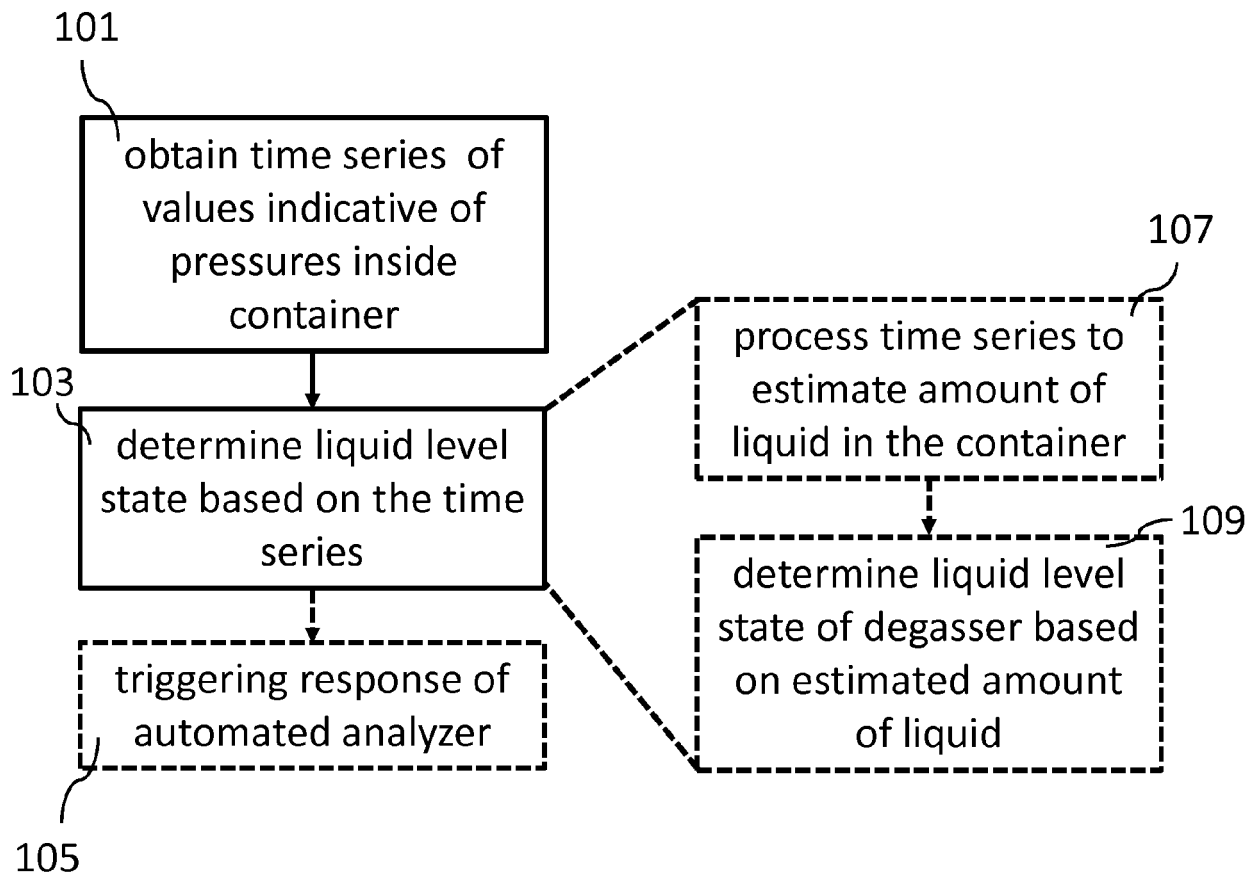 101
obtain time series of
values indicative of
pressures inside
container
103
determine liquid level
state based on the time
series
triggering response of
automated analyzer
105
107
process time series to
estimate amount of
liquid in the container
109
determine liquid level
state of degasser based
on estimated amount
of liquid